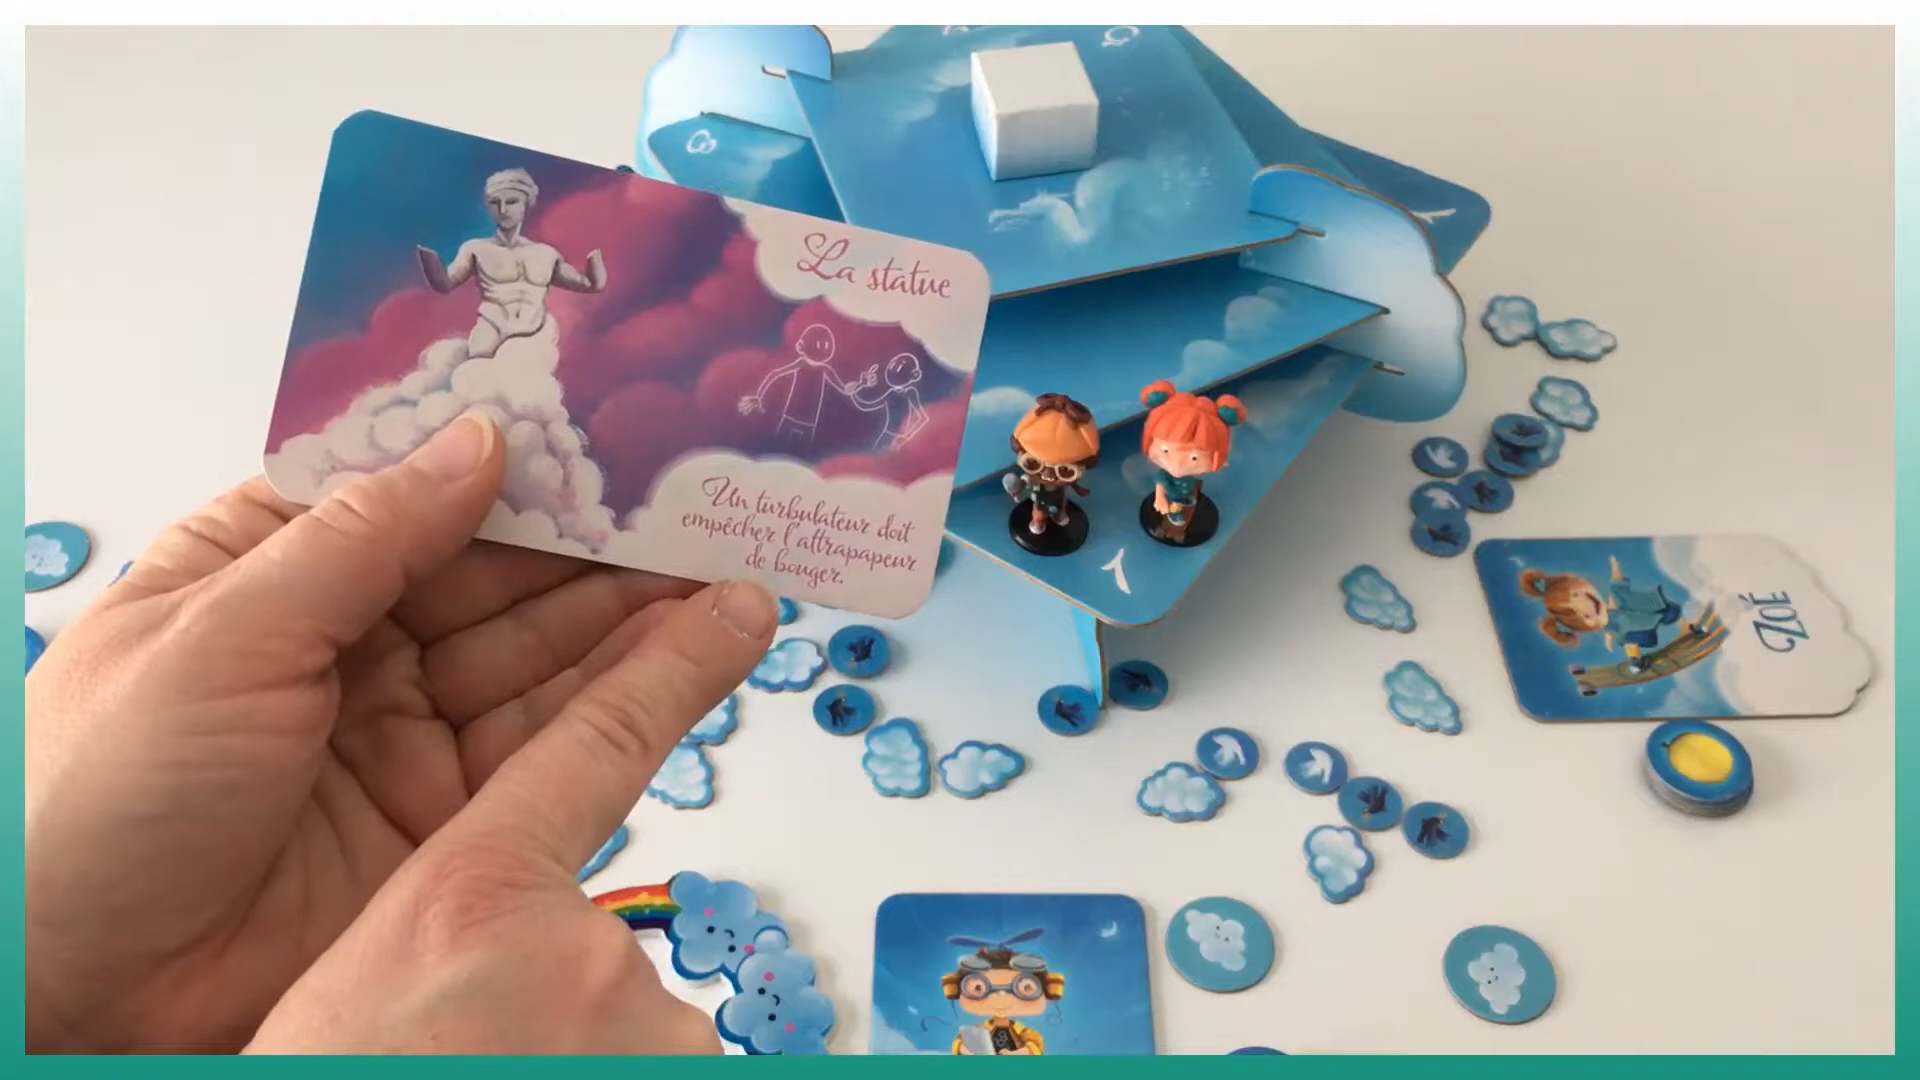 La statue
Un turbulateur doit
empêcher l'attrapapeur
de bouger.
ZOÉ